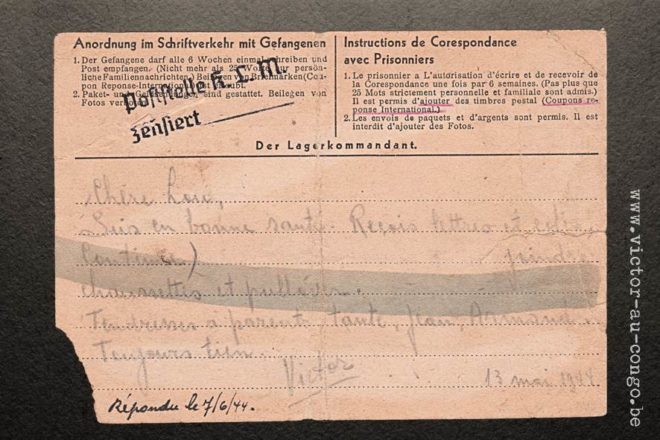 Anordnung im Schriftverkehr mit Gefangenen
1. Der Gefangene darf alle 6 Wochen einmal schreiben und
Post empfangen. (Nicht mehr als 25 für persön-
liche Familiennachrichten.) Beilegen von Briefmarken (Cou-
pon Reponse-International) ist erlaubt.
2. Paket- und sind gestattet. Beilegen von
Fotos
Poststelle K. L. M.
zensiert
Instructions de Corespondance
avec Prisonniers
1. Le prisonnier a L'autorisation d'écrire et de recevoir de
la Corespondance une fois par 6 semaines. (Pas plus que
25 Mots strictement personelle et familiale sont admis.)
Il est permis d'ajouter des timbres postal (Coupons re-
ponse International.)
2. Les envois de paquets et d'argents sont permis. Il est
interdit d'ajouter des Fotos.
Der Lagerkommandant.
Chère
Suis en bonne santé. Reçois lettres et colis
Continue) joindre
chaussettes et pullover.
Tendresses a parents tante, Jean, Armand.
Toujours tien.
Victor
13 mai 1944
Répondu le 7/6/44.
www.victor-au-congo.be